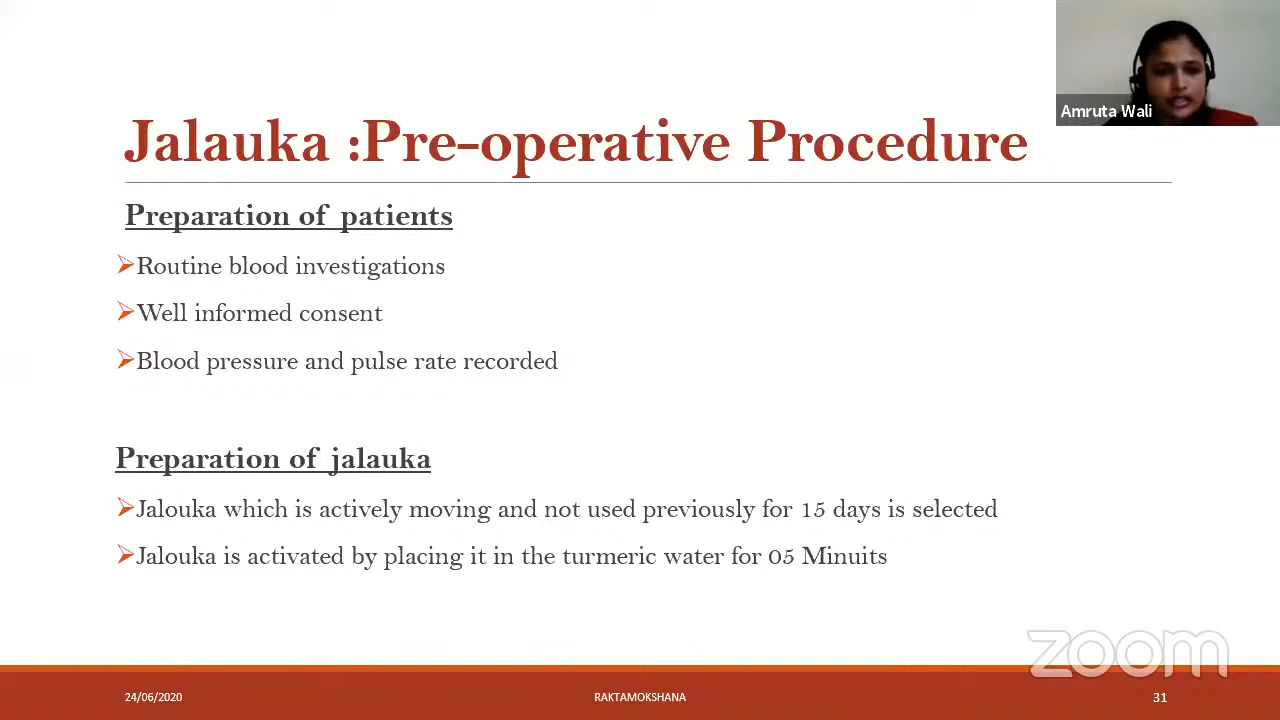 Amruta Wali
Jalauka :Pre-operative Procedure
Preparation of patients
Routine blood investigations
Well informed consent
Blood pressure and pulse rate recorded
Preparation of jalauka
Jalouka which is actively moving and not used previously for 15 days is selected
Jalouka is activated by placing it in the turmeric water for 05 Minuits
zoom
24/06/2020
RAKTAMOKSHANA
31